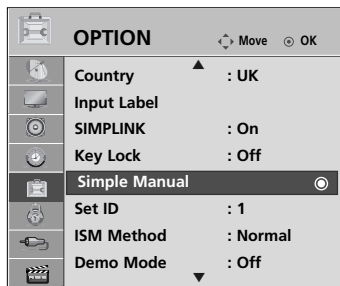 OPTION Move OK
Country : UK
Input Label
SIMPLINK : On
Key Lock : Off
Simple Manual
Set ID : 1
ISM Method : Normal
Demo Mode : Off